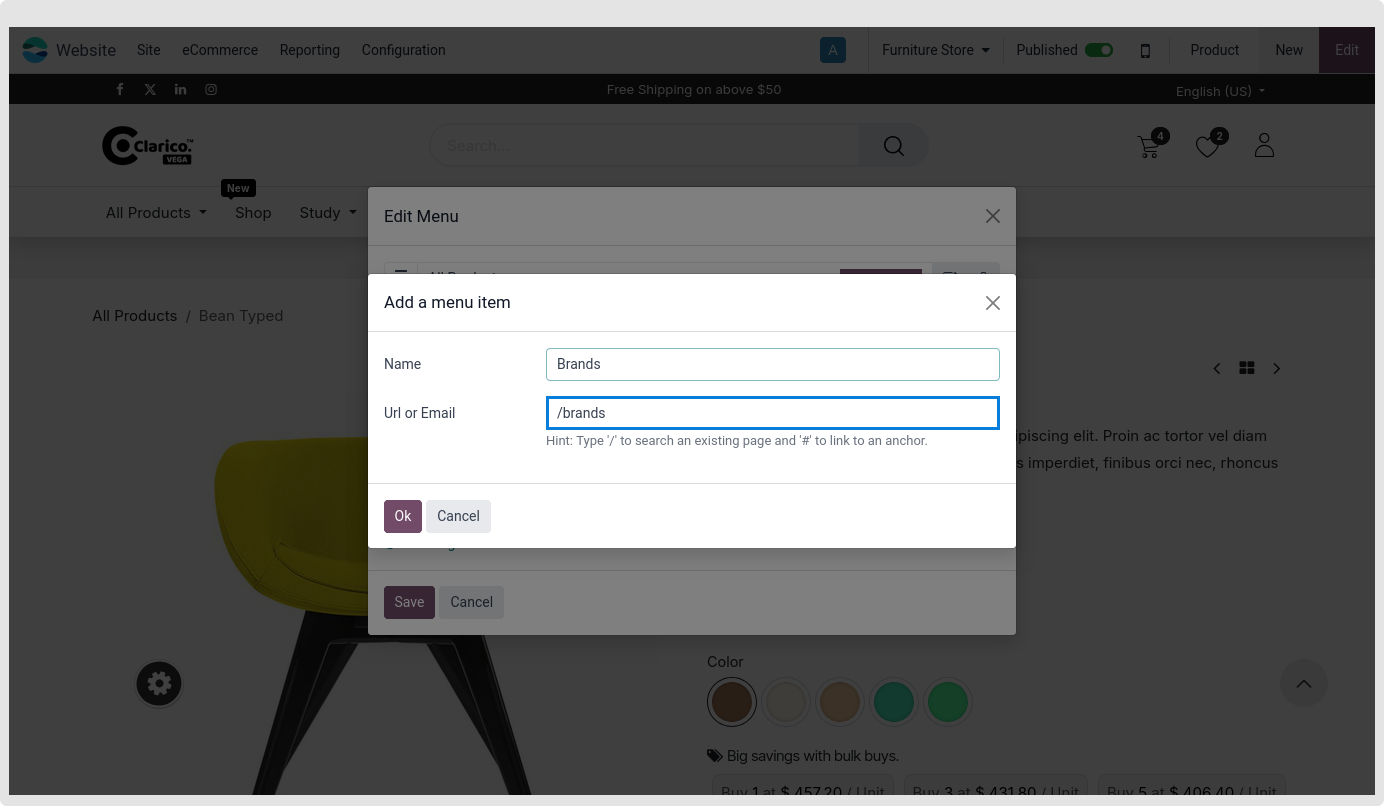 Website Site eCommerce Reporting Configuration A Furniture Store Published Product New Edit
Free Shipping on above $50 English (US)
Clarico.™ VEGA Search... 4 2
New
All Products Shop Study
Edit Menu
Add a menu item
All Products / Bean Typed
Name Brands
Url or Email /brands
Hint: Type '/' to search an existing page and '#' to link to an anchor.
elit. Proin ac tortor vel diam
imperdiet, finibus orci nec, rhoncus
Ok Cancel
Save Cancel
Color
Big savings with bulk buys.
Buy 1 at $ 457.20 / Unit Buy 3 at $ 431.80 / Unit Buy 5 at $ 406.40 / Unit